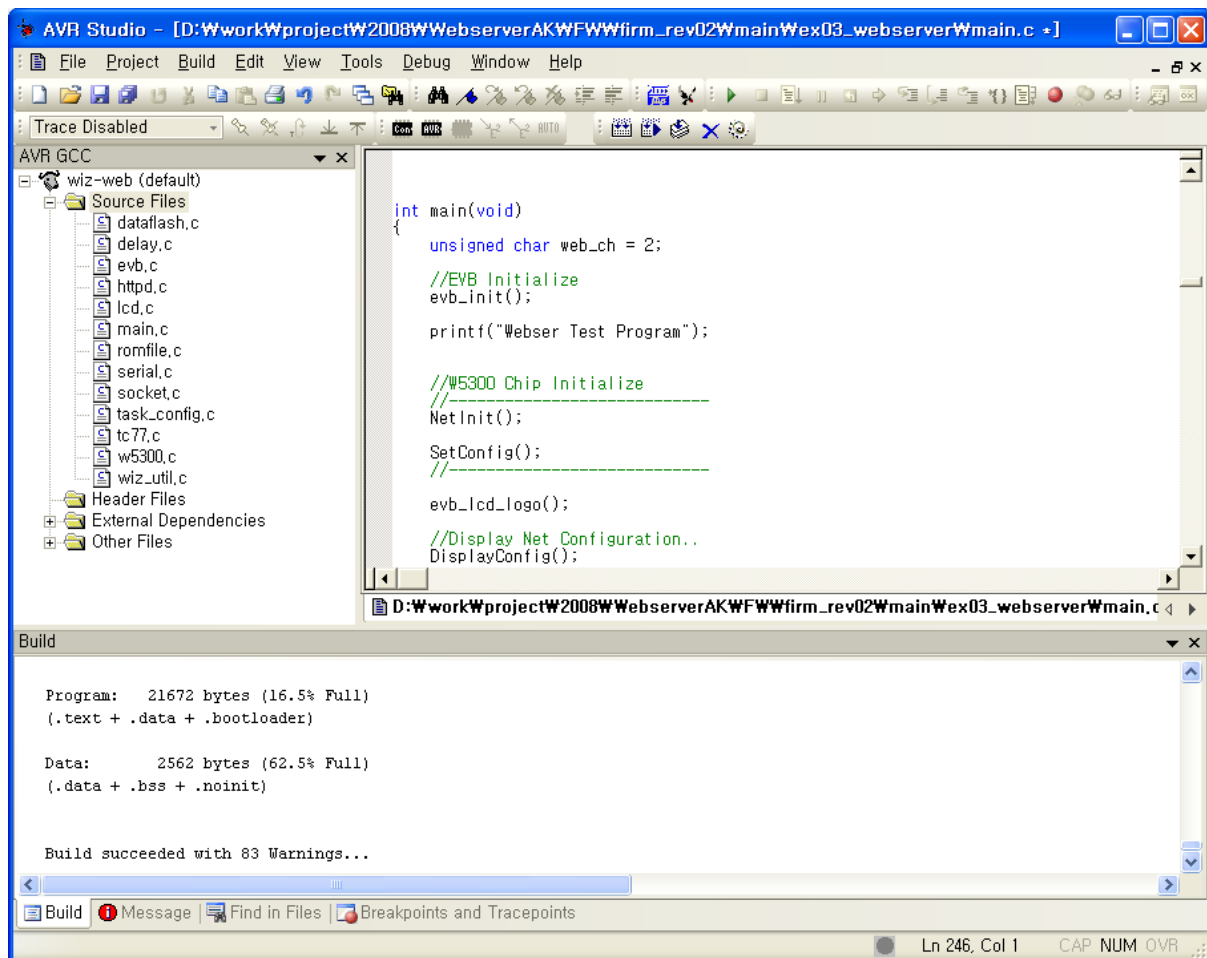 AVR Studio - [D:₩work₩project₩2008₩WebserverAK₩FW₩firm_rev02₩main₩ex03_webserver₩main.c *]
File Project Build Edit View Tools Debug Window Help
Trace Disabled
Con AVR AUTO
AVR GCC
wiz-web (default)
Source Files
dataflash.c
delay.c
evb.c
httpd.c
lcd.c
main.c
romfile.c
serial.c
socket.c
task_config.c
tc77.c
w5300.c
wiz_util.c
Header Files
External Dependencies
Other Files
int main(void)
{
unsigned char web_ch = 2;
//EVB Initialize
evb_init();
printf("Webser Test Program");
//W5300 Chip Initialize
//-----------------------------
NetInit();
SetConfig();
//-----------------------------
evb_lcd_logo();
//Display Net Configuration..
DisplayConfig();
D:₩work₩project₩2008₩WebserverAK₩FW₩firm_rev02₩main₩ex03_webserver₩main.c
Build
Program: 21672 bytes (16.5% Full)
(.text + .data + .bootloader)
Data: 2562 bytes (62.5% Full)
(.data + .bss + .noinit)
Build succeeded with 83 Warnings...
Build Message Find in Files Breakpoints and Tracepoints
Ln 246, Col 1 CAP NUM OVR